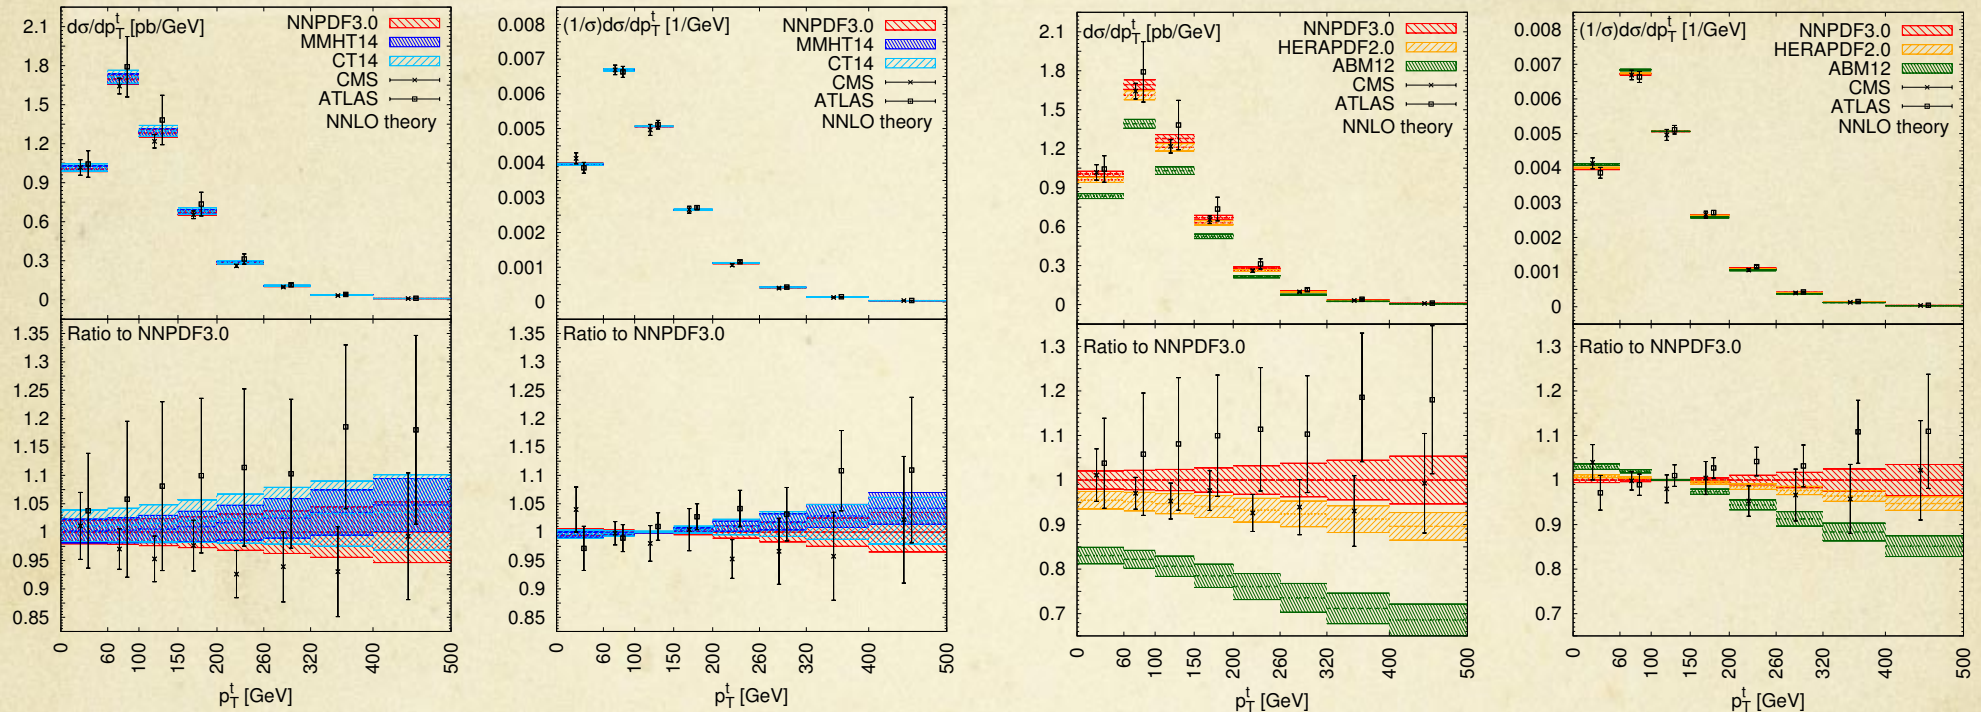 dσ/dp_T^t [pb/GeV]
NNPDF3.0
MMHT14
CT14
CMS
ATLAS
NNLO theory
2.1
1.8
1.5
1.2
0.9
0.6
0.3
0
Ratio to NNPDF3.0
1.35
1.3
1.25
1.2
1.15
1.1
1.05
1
0.95
0.9
0.85
0 60 100 150 200 260 320 400 500
p_T^t [GeV]
(1/σ)dσ/dp_T^t [1/GeV]
NNPDF3.0
MMHT14
CT14
CMS
ATLAS
NNLO theory
0.008
0.007
0.006
0.005
0.004
0.003
0.002
0.001
0
Ratio to NNPDF3.0
1.35
1.3
1.25
1.2
1.15
1.1
1.05
1
0.95
0.9
0.85
0 60 100 150 200 260 320 400 500
p_T^t [GeV]
dσ/dp_T^t [pb/GeV]
NNPDF3.0
HERAPDF2.0
ABM12
CMS
ATLAS
NNLO theory
2.1
1.8
1.5
1.2
0.9
0.6
0.3
0
Ratio to NNPDF3.0
1.3
1.2
1.1
1
0.9
0.8
0.7
0 60 100 150 200 260 320 400 500
p_T^t [GeV]
(1/σ)dσ/dp_T^t [1/GeV]
NNPDF3.0
HERAPDF2.0
ABM12
CMS
ATLAS
NNLO theory
0.008
0.007
0.006
0.005
0.004
0.003
0.002
0.001
0
Ratio to NNPDF3.0
1.3
1.2
1.1
1
0.9
0.8
0.7
0 60 100 150 200 260 320 400 500
p_T^t [GeV]